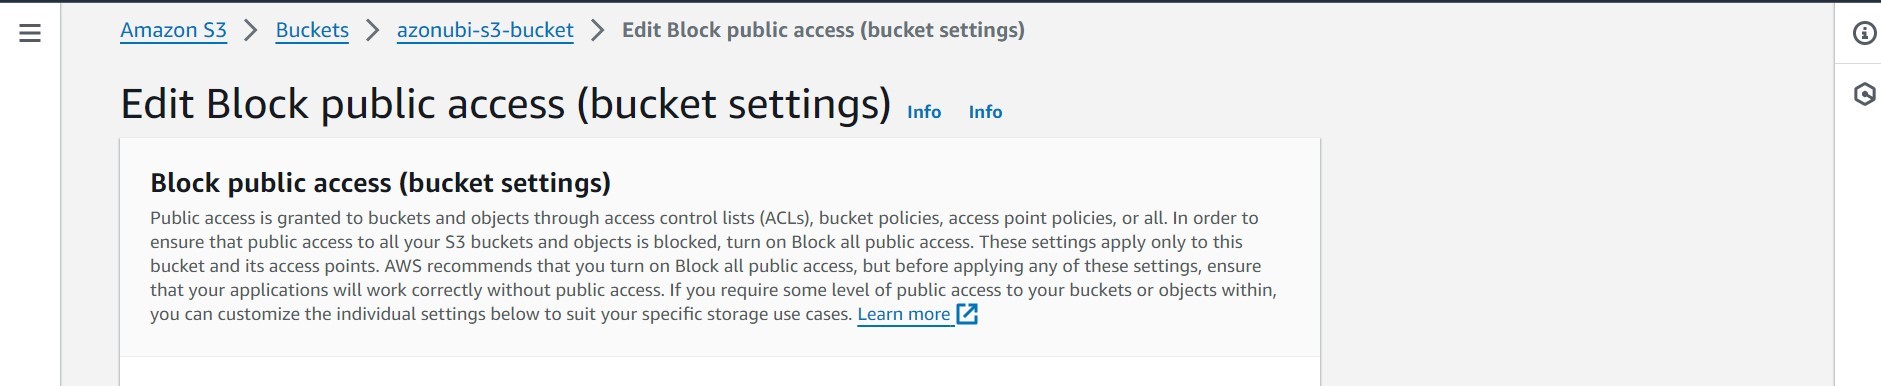 Amazon S3 > Buckets > azonubi-s3-bucket > Edit Block public access (bucket settings)
Edit Block public access (bucket settings) Info Info
Block public access (bucket settings)
Public access is granted to buckets and objects through access control lists (ACLs), bucket policies, access point policies, or all. In order to
ensure that public access to all your S3 buckets and objects is blocked, turn on Block all public access. These settings apply only to this
bucket and its access points. AWS recommends that you turn on Block all public access, but before applying any of these settings, ensure
that your applications will work correctly without public access. If you require some level of public access to your buckets or objects within,
you can customize the individual settings below to suit your specific storage use cases. Learn more